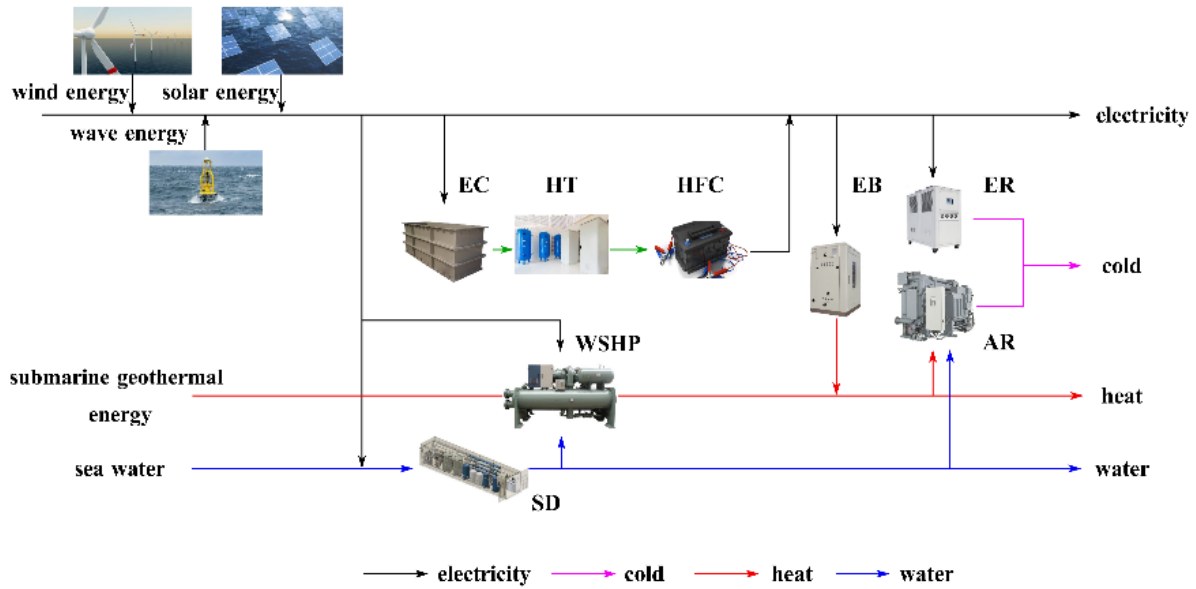 wind energy
solar energy
electricity
wave energy
EC
HT
HFC
EB
ER
cold
WSHP
AR
submarine geothermal
energy
heat
sea water
water
SD
electricity
cold
heat
water